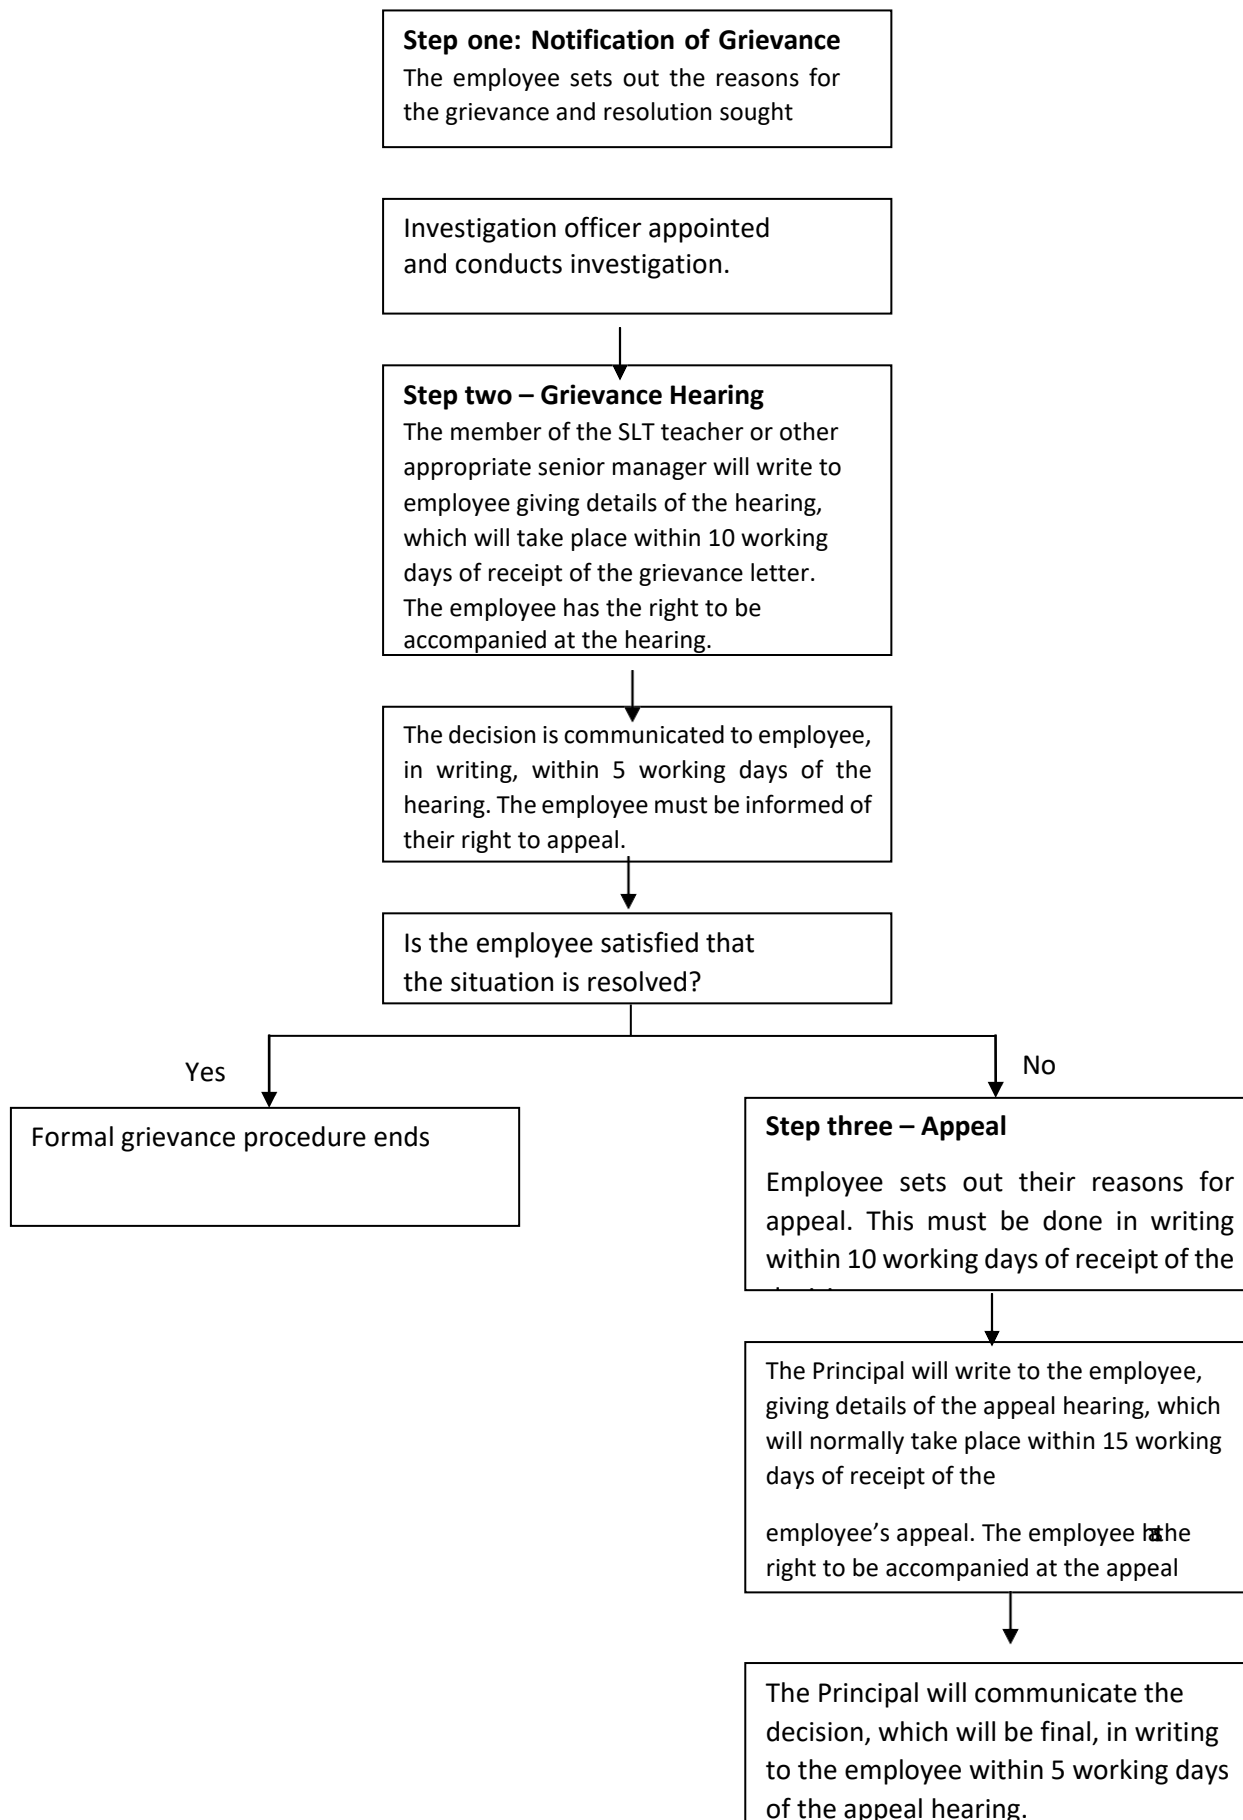 Step one: Notification of Grievance
The employee sets out the reasons for
the grievance and resolution sought
Investigation officer appointed
and conducts investigation.
Step two – Grievance Hearing
The member of the SLT teacher or other
appropriate senior manager will write to
employee giving details of the hearing,
which will take place within 10 working
days of receipt of the grievance letter.
The employee has the right to be
accompanied at the hearing.
The decision is communicated to employee,
in writing, within 5 working days of the
hearing. The employee must be informed of
their right to appeal.
Is the employee satisfied that
the situation is resolved?
Yes
No
Formal grievance procedure ends
Step three – Appeal
Employee sets out their reasons for
appeal. This must be done in writing
within 10 working days of receipt of the
The Principal will write to the employee,
giving details of the appeal hearing, which
will normally take place within 15 working
days of receipt of the
employee’s appeal. The employee has the
right to be accompanied at the appeal
The Principal will communicate the
decision, which will be final, in writing
to the employee within 5 working days
of the appeal hearing.